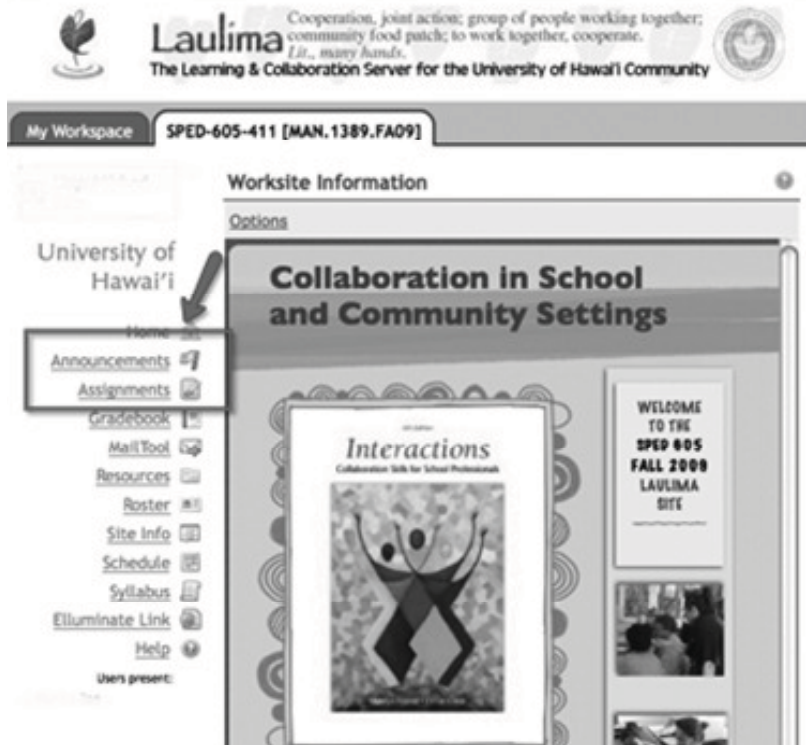 Laulima
Cooperation, joint action; group of people working together;
community food patch; to work together, cooperate.
Lit., many hands.
The Learning & Collaboration Server for the University of Hawai'i Community
My Workspace
SPED-605-411 [MAN.1389.FA09]
Worksite Information
Options
University of
Hawai'i
Home
Announcements
Assignments
Gradebook
MailTool
Resources
Roster
Site Info
Schedule
Syllabus
Elluminate Link
Help
Users present:
Collaboration in School
and Community Settings
Interactions
Collaboration Skills for School Professionals
WELCOME
TO THE
SPED 605
FALL 2009
LAULIMA
SITE